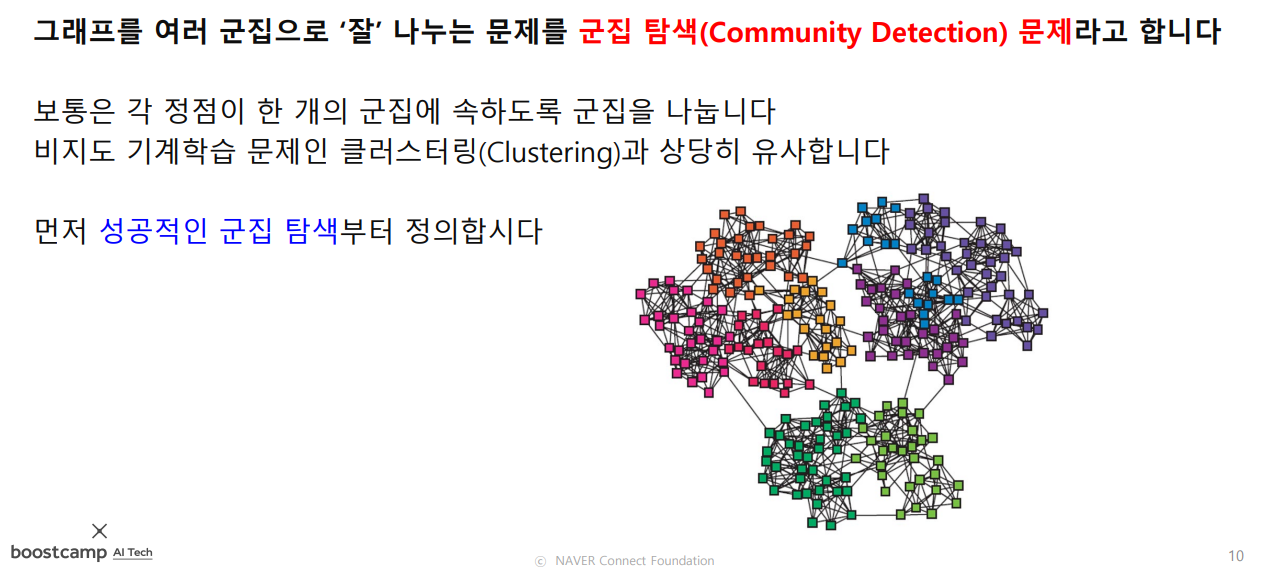 그래프를 여러 군집으로 ‘잘’ 나누는 문제를 군집 탐색(Community Detection) 문제라고 합니다
보통은 각 정점이 한 개의 군집에 속하도록 군집을 나눕니다
비지도 기계학습 문제인 클러스터링(Clustering)과 상당히 유사합니다
먼저 성공적인 군집 탐색부터 정의합시다
boostcamp AI Tech
ⓒ NAVER Connect Foundation
10